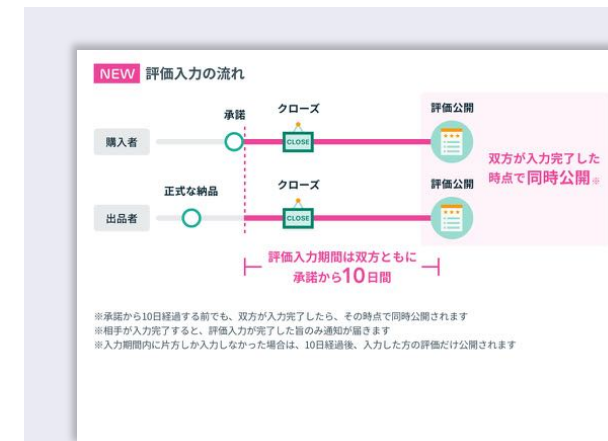 NEW 評価入力の流れ
承諾
クローズ
評価公開
購入者
CLOSE
双方が入力完了した
時点で同時公開※
正式な納品
クローズ
評価公開
出品者
CLOSE
評価入力期間は双方ともに
承諾から10日間
※承諾から10日経過する前でも、双方が入力完了したら、その時点で同時公開されます
※相手が入力完了すると、評価入力が完了した旨のみ通知が届きます
※入力期間内に片方しか入力しなかった場合は、10日経過後、入力した方の評価だけ公開されます